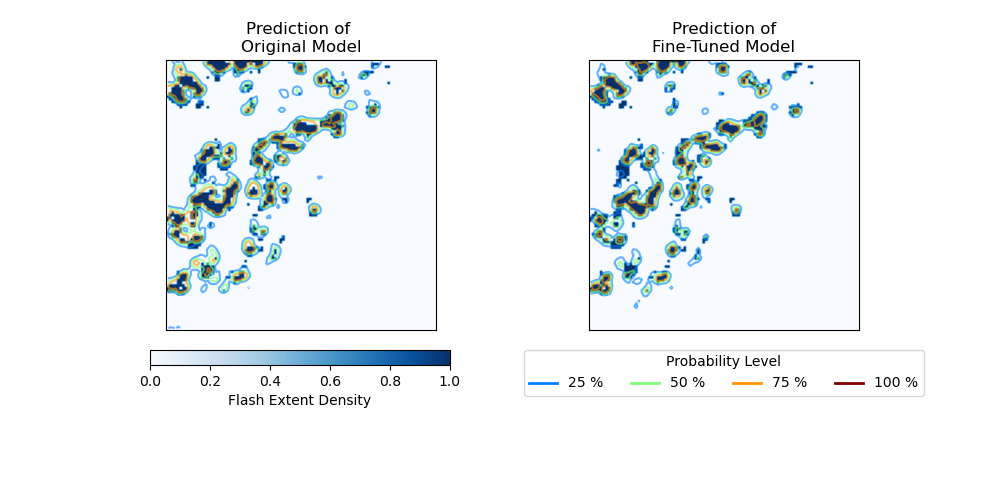 Prediction of
Original Model
Prediction of
Fine-Tuned Model
0.0 0.2 0.4 0.6 0.8 1.0
Flash Extent Density
Probability Level
25 % 50 % 75 % 100 %